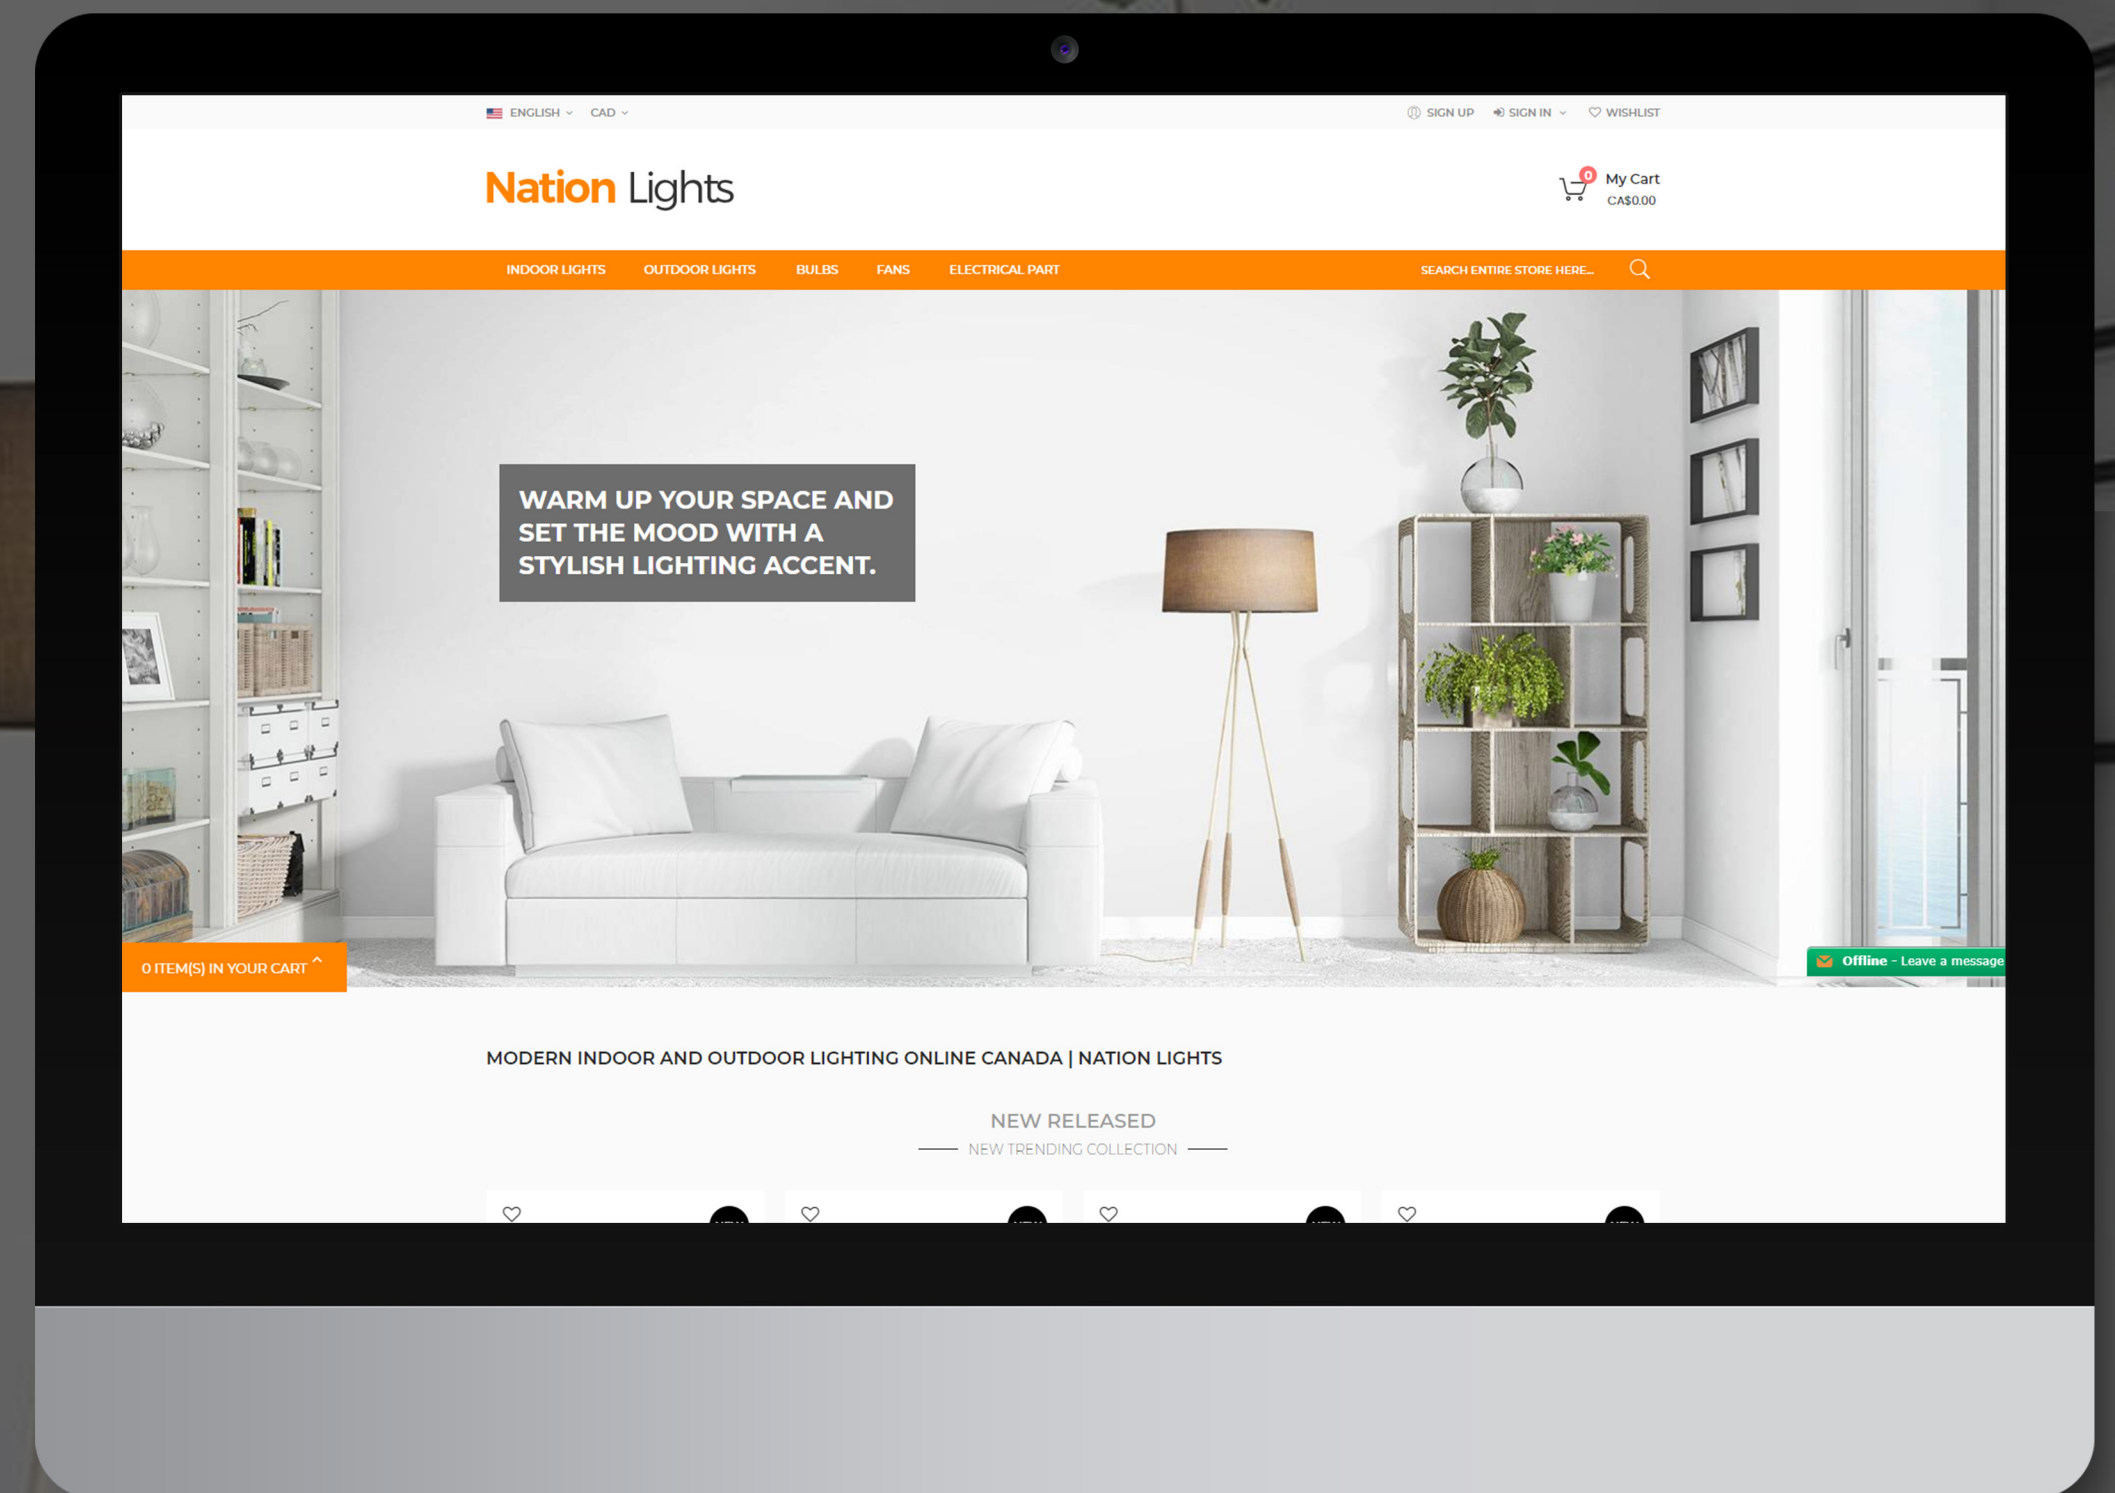 ENGLISH CAD SIGN UP SIGN IN WISHLIST
Nation Lights
0 My Cart
CA$0.00
INDOOR LIGHTS OUTDOOR LIGHTS BULBS FANS ELECTRICAL PART SEARCH ENTIRE STORE HERE...
WARM UP YOUR SPACE AND
SET THE MOOD WITH A
STYLISH LIGHTING ACCENT.
0 ITEM(S) IN YOUR CART
Offline - Leave a message
MODERN INDOOR AND OUTDOOR LIGHTING ONLINE CANADA | NATION LIGHTS
NEW RELEASED
NEW TRENDING COLLECTION